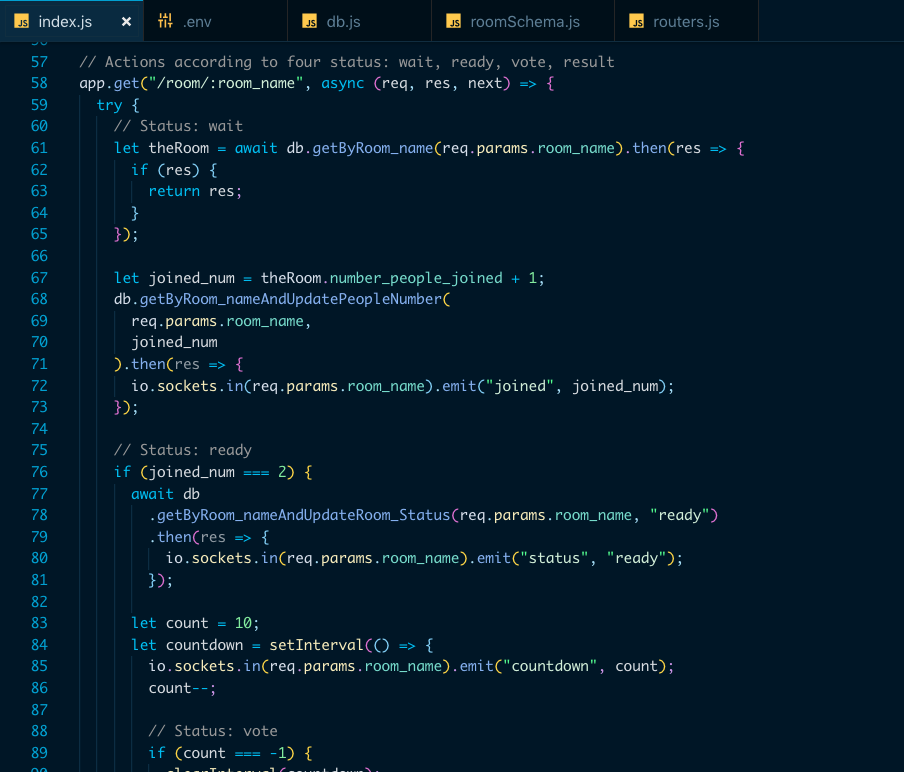 JS index.js ×
.env
JS db.js
JS roomSchema.js
JS routers.js
56
57 // Actions according to four status: wait, ready, vote, result
58 app.get("/room/:room_name", async (req, res, next) => {
59   try {
60     // Status: wait
61     let theRoom = await db.getByRoom_name(req.params.room_name).then(res => {
62       if (res) {
63         return res;
64       }
65     });
66
67     let joined_num = theRoom.number_people_joined + 1;
68     db.getByRoom_nameAndUpdatePeopleNumber(
69       req.params.room_name,
70       joined_num
71     ).then(res => {
72       io.sockets.in(req.params.room_name).emit("joined", joined_num);
73     });
74
75     // Status: ready
76     if (joined_num === 2) {
77       await db
78         .getByRoom_nameAndUpdateRoom_Status(req.params.room_name, "ready")
79         .then(res => {
80           io.sockets.in(req.params.room_name).emit("status", "ready");
81         });
82
83       let count = 10;
84       let countdown = setInterval(() => {
85         io.sockets.in(req.params.room_name).emit("countdown", count);
86         count--;
87
88         // Status: vote
89         if (count === -1) {
90           clearInterval(countdown);